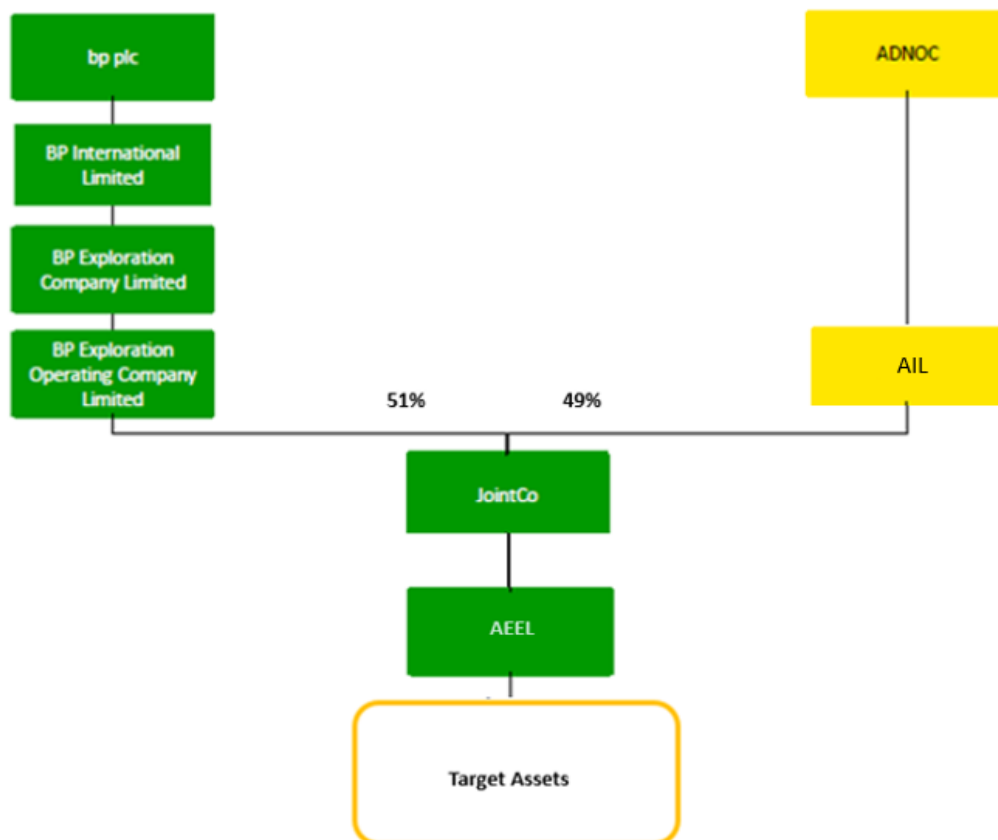 bp plc
ADNOC
BP International
Limited
BP Exploration
Company Limited
BP Exploration
Operating Company
Limited
AIL
51%
49%
JointCo
AEEL
Target Assets